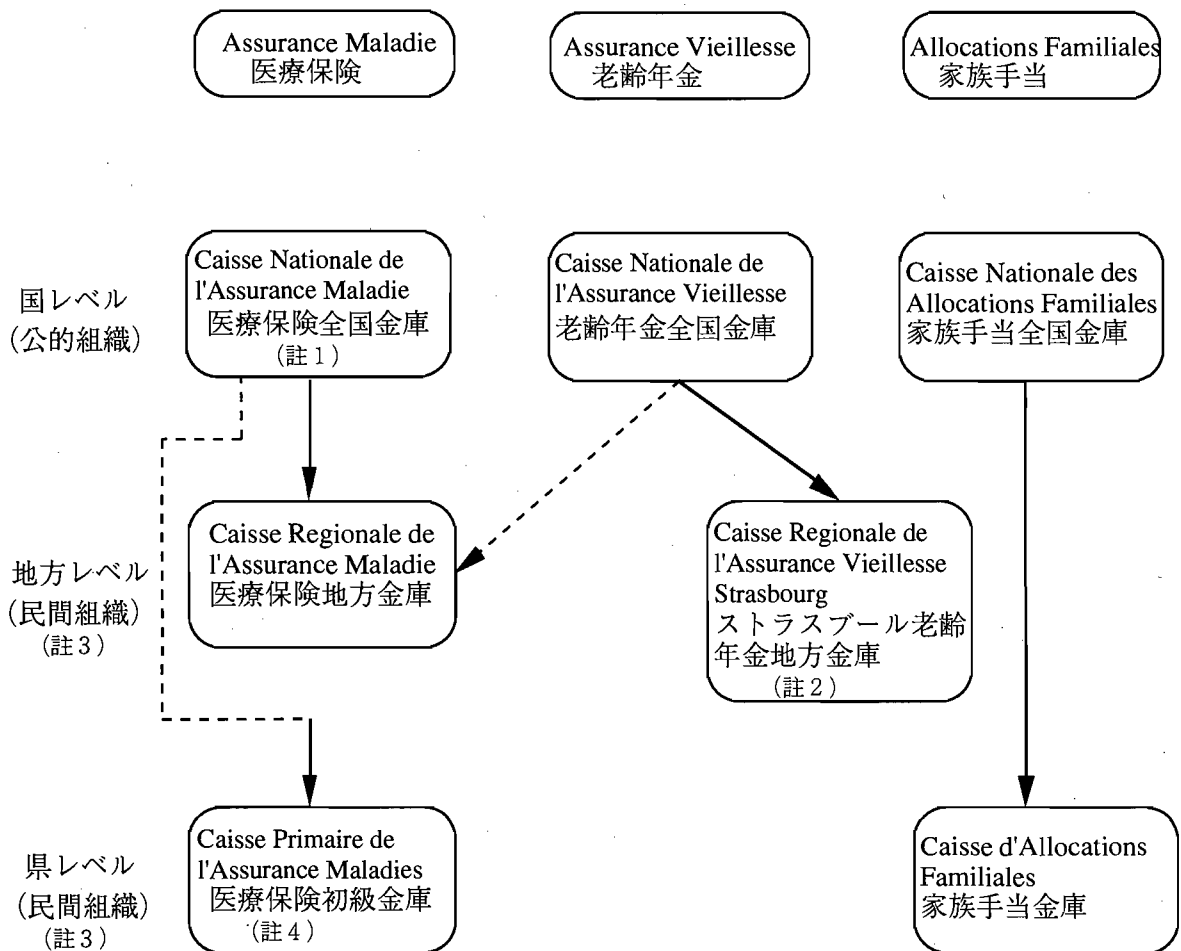 Assurance Maladie
医療保険
Assurance Vieillesse
老齢年金
Allocations Familiales
家族手当
国レベル
（公的組織）
Caisse Nationale de
l'Assurance Maladie
医療保険全国金庫
（註１）
Caisse Nationale de
l'Assurance Vieillesse
老齢年金全国金庫
Caisse Nationale des
Allocations Familiales
家族手当全国金庫
地方レベル
（民間組織）
（註３）
Caisse Regionale de
l'Assurance Maladie
医療保険地方金庫
Caisse Regionale de
l'Assurance Vieillesse
Strasbourg
ストラスブール老齢
年金地方金庫
（註２）
県レベル
（民間組織）
（註３）
Caisse Primaire de
l'Assurance Maladies
医療保険初級金庫
（註４）
Caisse d'Allocations
Familiales
家族手当金庫